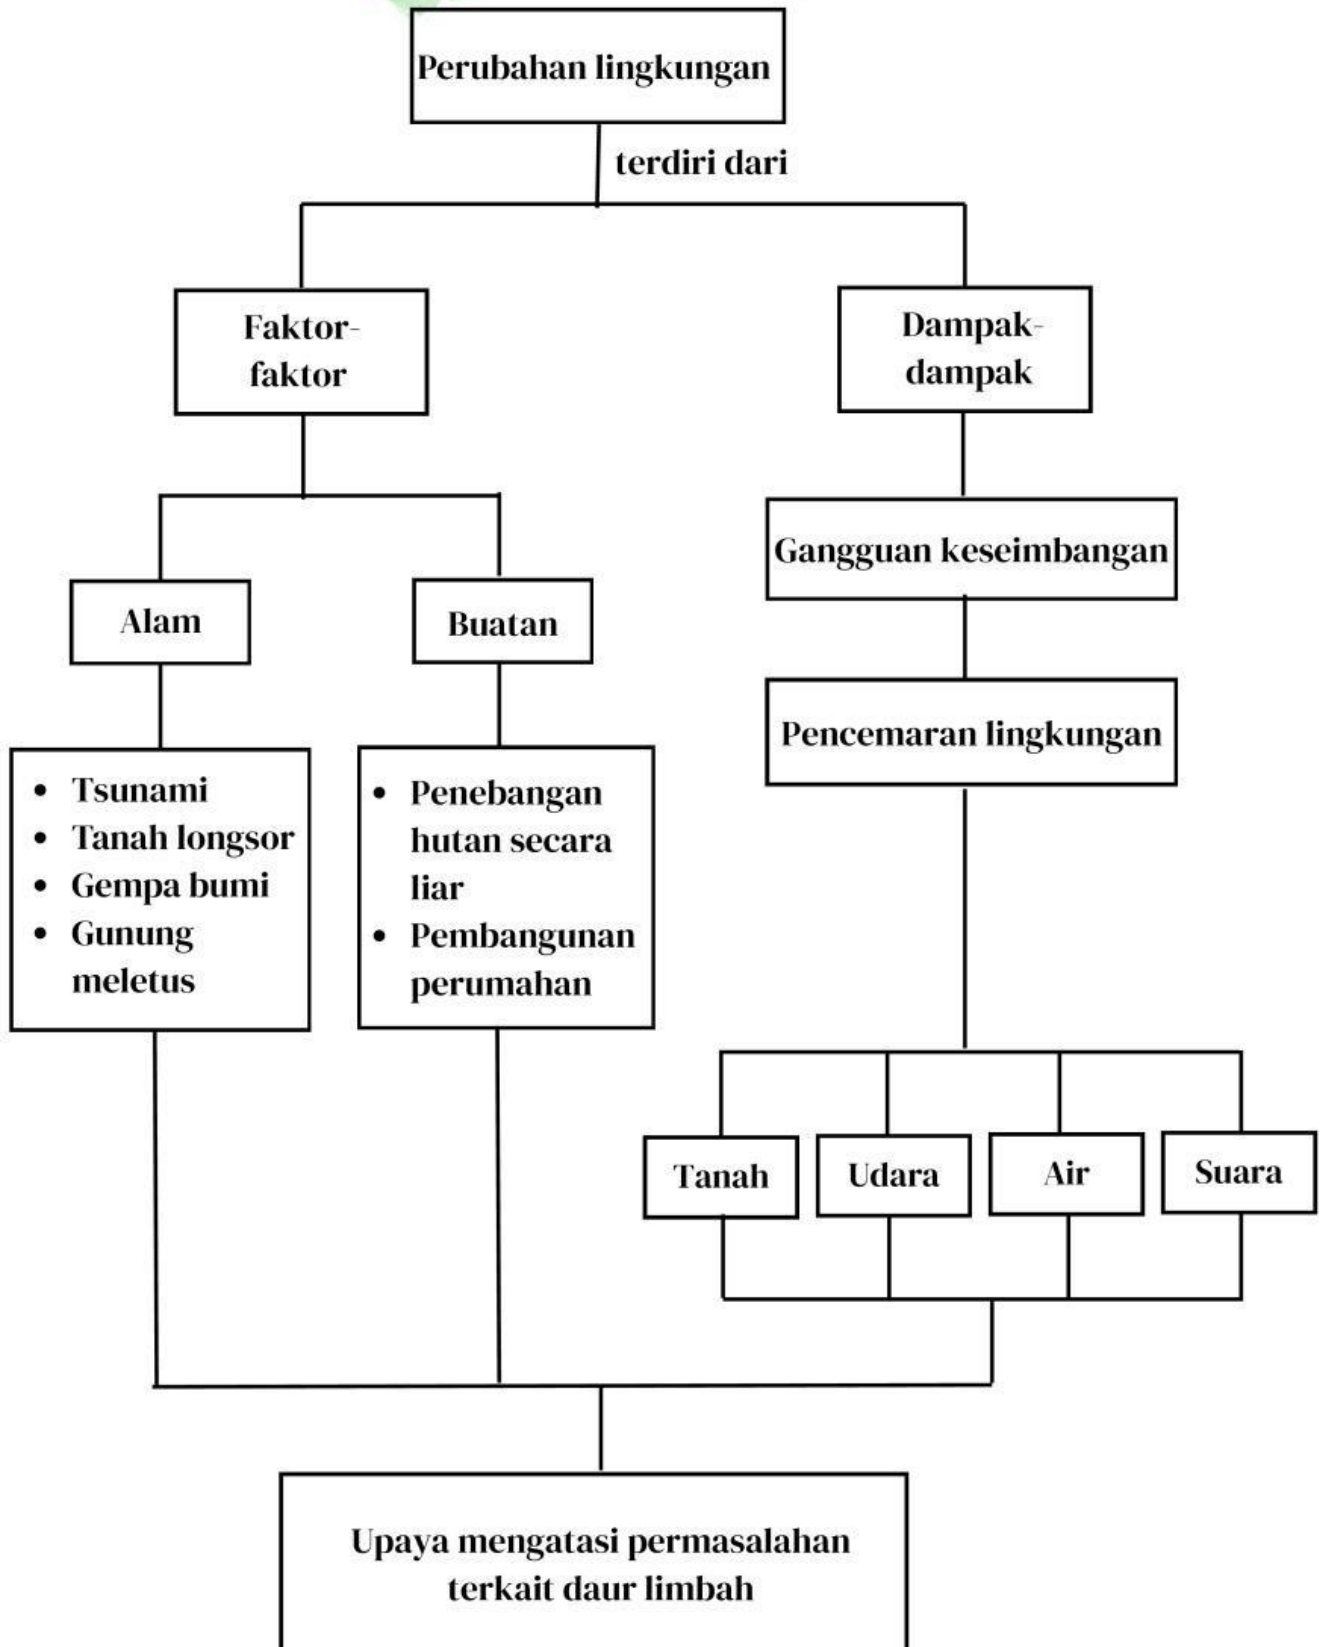 Perubahan lingkungan
terdiri dari
Faktor-
faktor
Dampak-
dampak
Gangguan keseimbangan
Alam
Buatan
Pencemaran lingkungan
• Tsunami
• Tanah longsor
• Gempa bumi
• Gunung
meletus
• Penebangan
hutan secara
liar
• Pembangunan
perumahan
Tanah
Udara
Air
Suara
Upaya mengatasi permasalahan
terkait daur limbah